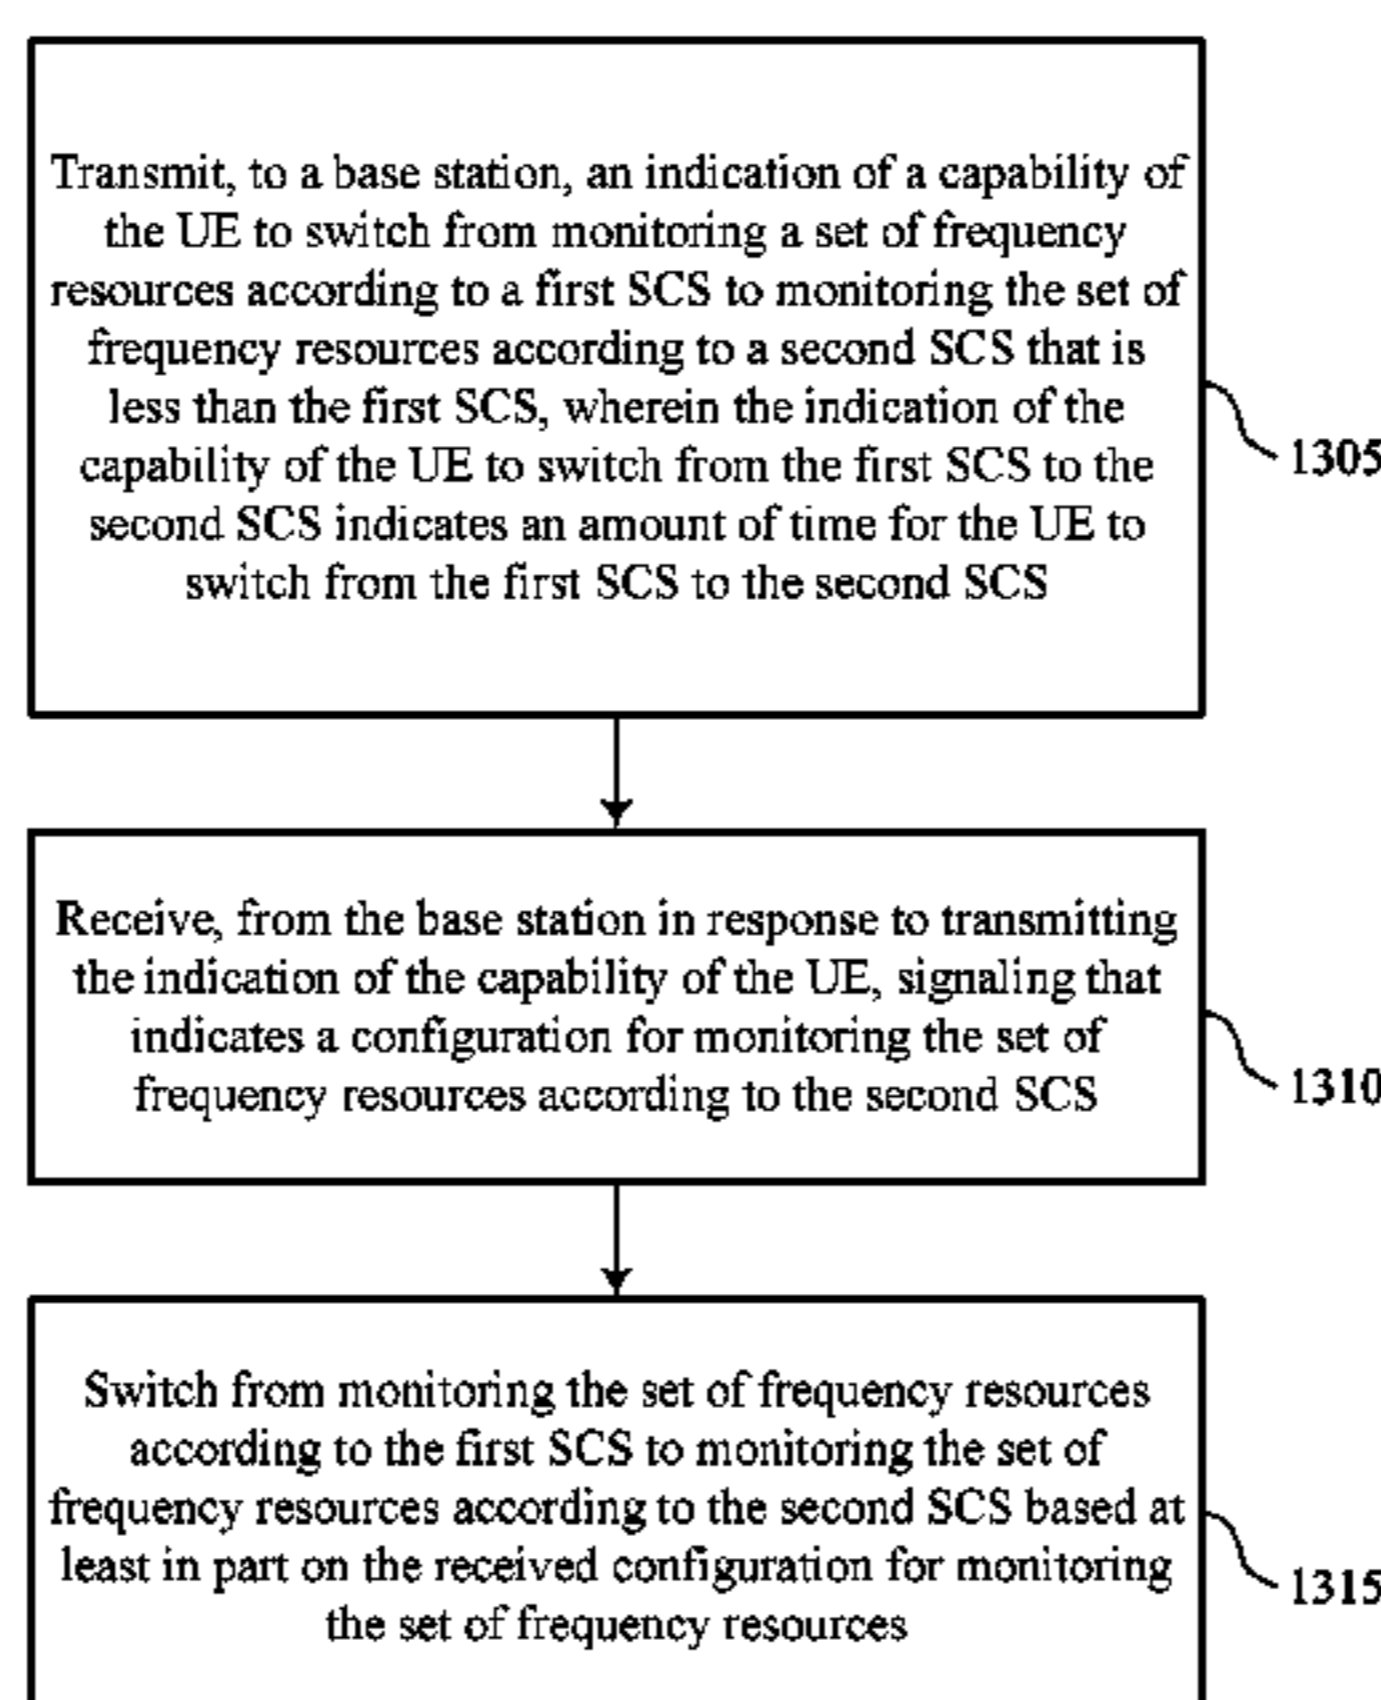 Transmit, to a base station, an indication of a capability of
the UE to switch from monitoring a set of frequency
resources according to a first SCS to monitoring the set of
frequency resources according to a second SCS that is
less than the first SCS, wherein the indication of the
capability of the UE to switch from the first SCS to the
second SCS indicates an amount of time for the UE to
switch from the first SCS to the second SCS
1305
Receive, from the base station in response to transmitting
the indication of the capability of the UE, signaling that
indicates a configuration for monitoring the set of
frequency resources according to the second SCS
1310
Switch from monitoring the set of frequency resources
according to the first SCS to monitoring the set of
frequency resources according to the second SCS based at
least in part on the received configuration for monitoring
the set of frequency resources
1315